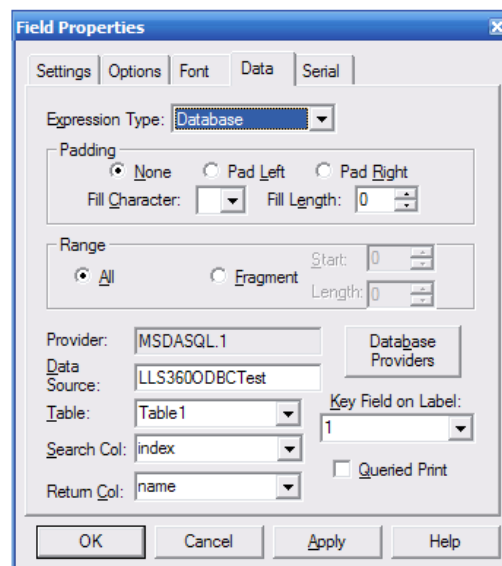 Field Properties
Settings Options Font Data Serial
Expression Type: Database
Padding
None Pad Left Pad Right
Fill Character: Fill Length: 0
Range
All Fragment Start: 0
Length: 0
Provider: MSDASQL.1 Database Providers
Data Source: LLS360ODBCTest
Table: Table1 Key Field on Label:
1
Search Col: index
Queried Print
Return Col: name
OK Cancel Apply Help